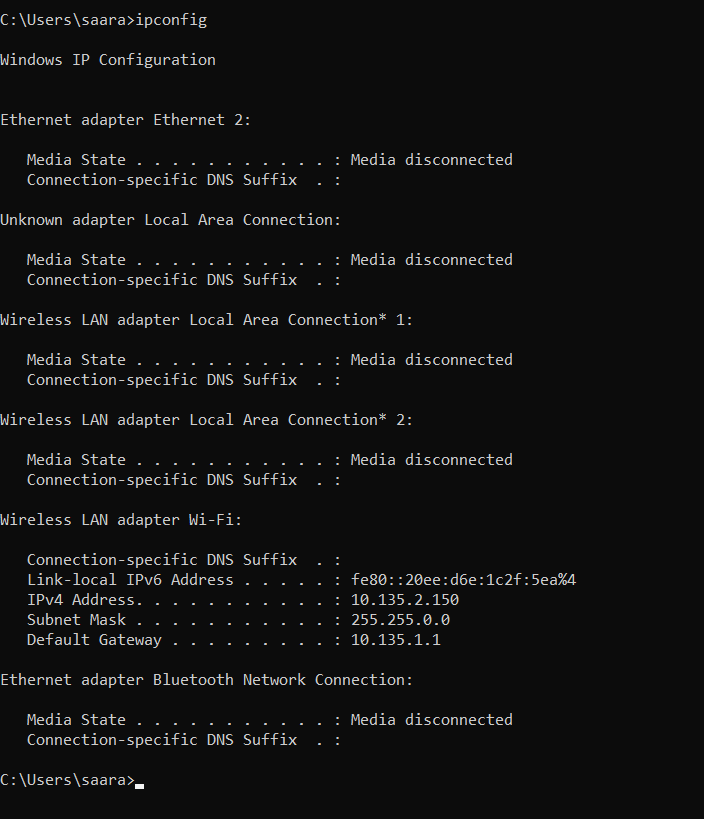 C:\Users\saara>ipconfig
Windows IP Configuration
Ethernet adapter Ethernet 2:
Media State . . . . . . . . . . . : Media disconnected
Connection-specific DNS Suffix  . :
Unknown adapter Local Area Connection:
Media State . . . . . . . . . . . : Media disconnected
Connection-specific DNS Suffix  . :
Wireless LAN adapter Local Area Connection* 1:
Media State . . . . . . . . . . . : Media disconnected
Connection-specific DNS Suffix  . :
Wireless LAN adapter Local Area Connection* 2:
Media State . . . . . . . . . . . : Media disconnected
Connection-specific DNS Suffix  . :
Wireless LAN adapter Wi-Fi:
Connection-specific DNS Suffix  . :
Link-local IPv6 Address . . . . . : fe80::20ee:d6e:1c2f:5ea%4
IPv4 Address. . . . . . . . . . . : 10.135.2.150
Subnet Mask . . . . . . . . . . . : 255.255.0.0
Default Gateway . . . . . . . . . : 10.135.1.1
Ethernet adapter Bluetooth Network Connection:
Media State . . . . . . . . . . . : Media disconnected
Connection-specific DNS Suffix  . :
C:\Users\saara>